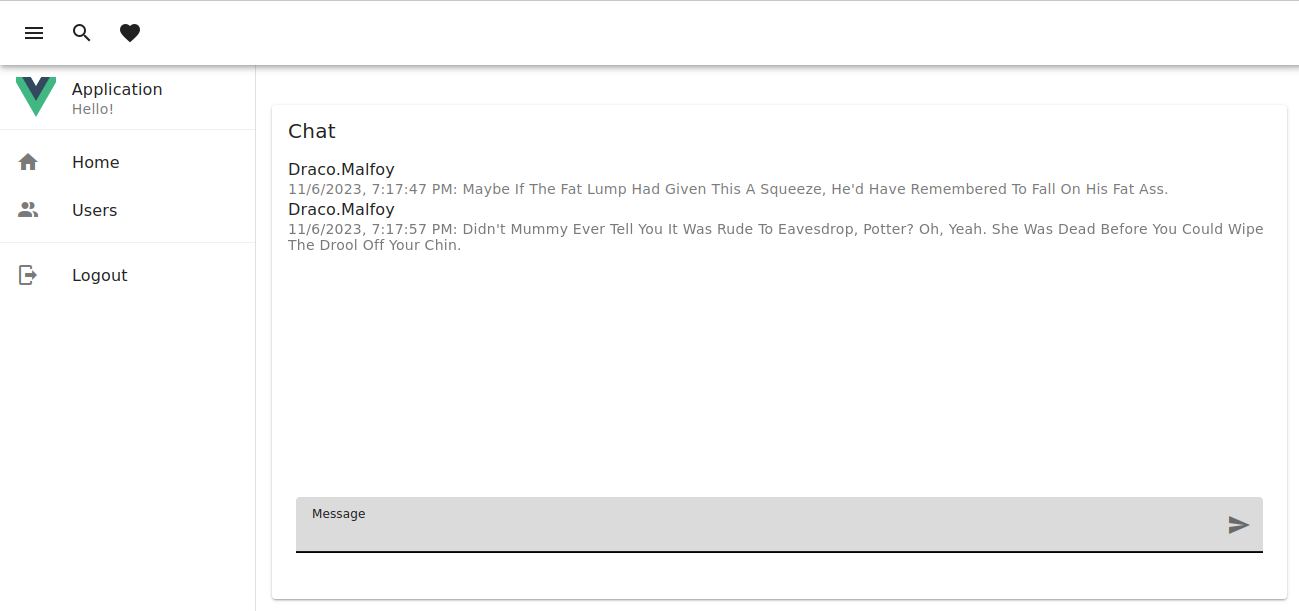 Application
Hello!
Home
Users
Logout
Chat
Draco.Malfoy
11/6/2023, 7:17:47 PM: Maybe If The Fat Lump Had Given This A Squeeze, He'd Have Remembered To Fall On His Fat Ass.
Draco.Malfoy
11/6/2023, 7:17:57 PM: Didn't Mummy Ever Tell You It Was Rude To Eavesdrop, Potter? Oh, Yeah. She Was Dead Before You Could Wipe
The Drool Off Your Chin.
Message